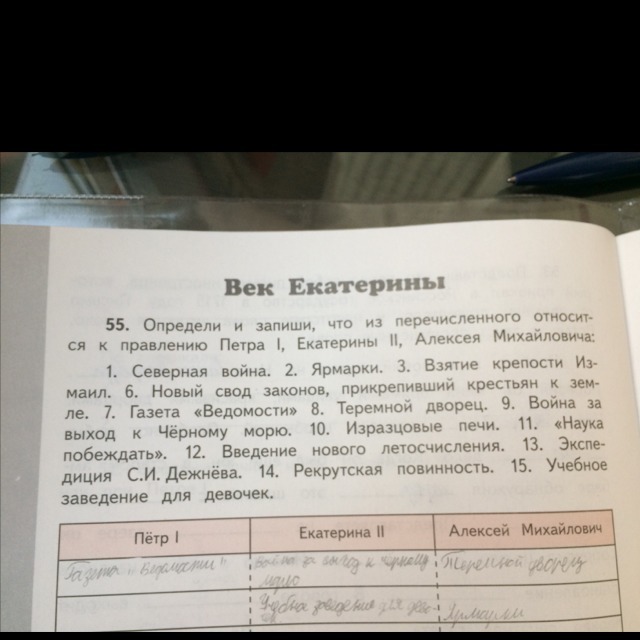 Век Екатерины
55. Определи и запиши, что из перечисленного относит-
ся к правлению Петра I, Екатерины II, Алексея Михайловича:
1. Северная война. 2. Ярмарки. 3. Взятие крепости Из-
маил. 6. Новый свод законов, прикрепивший крестьян к зем-
ле. 7. Газета «Ведомости» 8. Теремной дворец. 9. Война за
выход к Чёрному морю. 10. Изразцовые печи. 11. «Наука
побеждать». 12. Введение нового летосчисления. 13. Экспе-
диция С.И. Дежнёва. 14. Рекрутская повинность. 15. Учебное
заведение для девочек.
Пётр I Екатерина II Алексей Михайлович
Газета "Ведомости" Война за выход к чёрному Теремной дворец
морю
Ярмарки